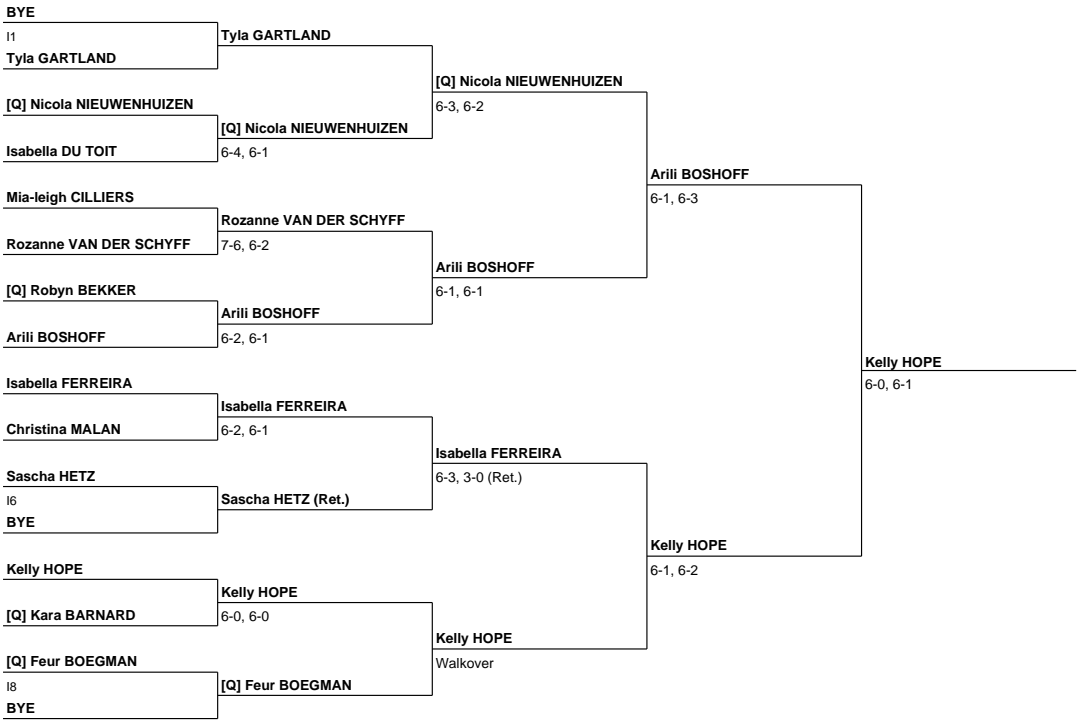 BYE
I1
Tyla GARTLAND
[Q] Nicola NIEUWENHUIZEN
Isabella DU TOIT
Mia-leigh CILLIERS
Rozanne VAN DER SCHYFF
[Q] Robyn BEKKER
Arili BOSHOFF
Isabella FERREIRA
Christina MALAN
Sascha HETZ
I6
BYE
Kelly HOPE
[Q] Kara BARNARD
[Q] Feur BOEGMAN
I8
BYE
Tyla GARTLAND
[Q] Nicola NIEUWENHUIZEN
6-4, 6-1
Rozanne VAN DER SCHYFF
7-6, 6-2
Arili BOSHOFF
6-2, 6-1
Isabella FERREIRA
6-2, 6-1
Sascha HETZ (Ret.)
Kelly HOPE
6-0, 6-0
[Q] Feur BOEGMAN
[Q] Nicola NIEUWENHUIZEN
6-3, 6-2
Arili BOSHOFF
6-1, 6-1
Isabella FERREIRA
6-3, 3-0 (Ret.)
Kelly HOPE
Walkover
Arili BOSHOFF
6-1, 6-3
Kelly HOPE
6-1, 6-2
Kelly HOPE
6-0, 6-1